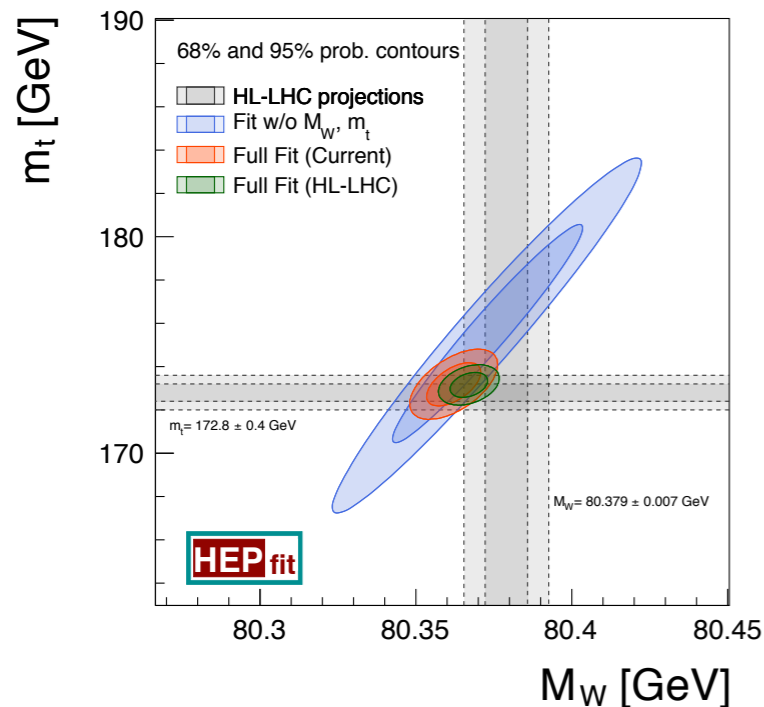 m_t [GeV]
190
180
170
68% and 95% prob. contours
HL-LHC projections
Fit w/o M_W, m_t
Full Fit (Current)
Full Fit (HL-LHC)
m_t= 172.8 ± 0.4 GeV
M_W= 80.379 ± 0.007 GeV
HEP fit
80.3 80.35 80.4 80.45
M_W [GeV]